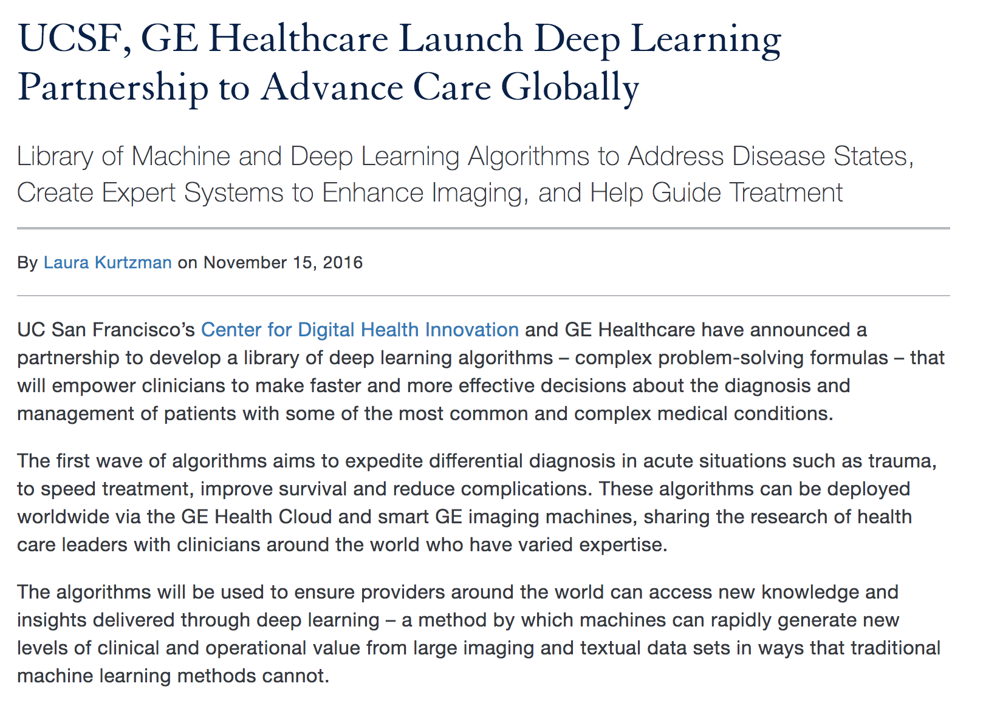 UCSF, GE Healthcare Launch Deep Learning
Partnership to Advance Care Globally
Library of Machine and Deep Learning Algorithms to Address Disease States,
Create Expert Systems to Enhance Imaging, and Help Guide Treatment
By Laura Kurtzman on November 15, 2016
UC San Francisco’s Center for Digital Health Innovation and GE Healthcare have announced a
partnership to develop a library of deep learning algorithms – complex problem-solving formulas – that
will empower clinicians to make faster and more effective decisions about the diagnosis and
management of patients with some of the most common and complex medical conditions.
The first wave of algorithms aims to expedite differential diagnosis in acute situations such as trauma,
to speed treatment, improve survival and reduce complications. These algorithms can be deployed
worldwide via the GE Health Cloud and smart GE imaging machines, sharing the research of health
care leaders with clinicians around the world who have varied expertise.
The algorithms will be used to ensure providers around the world can access new knowledge and
insights delivered through deep learning – a method by which machines can rapidly generate new
levels of clinical and operational value from large imaging and textual data sets in ways that traditional
machine learning methods cannot.